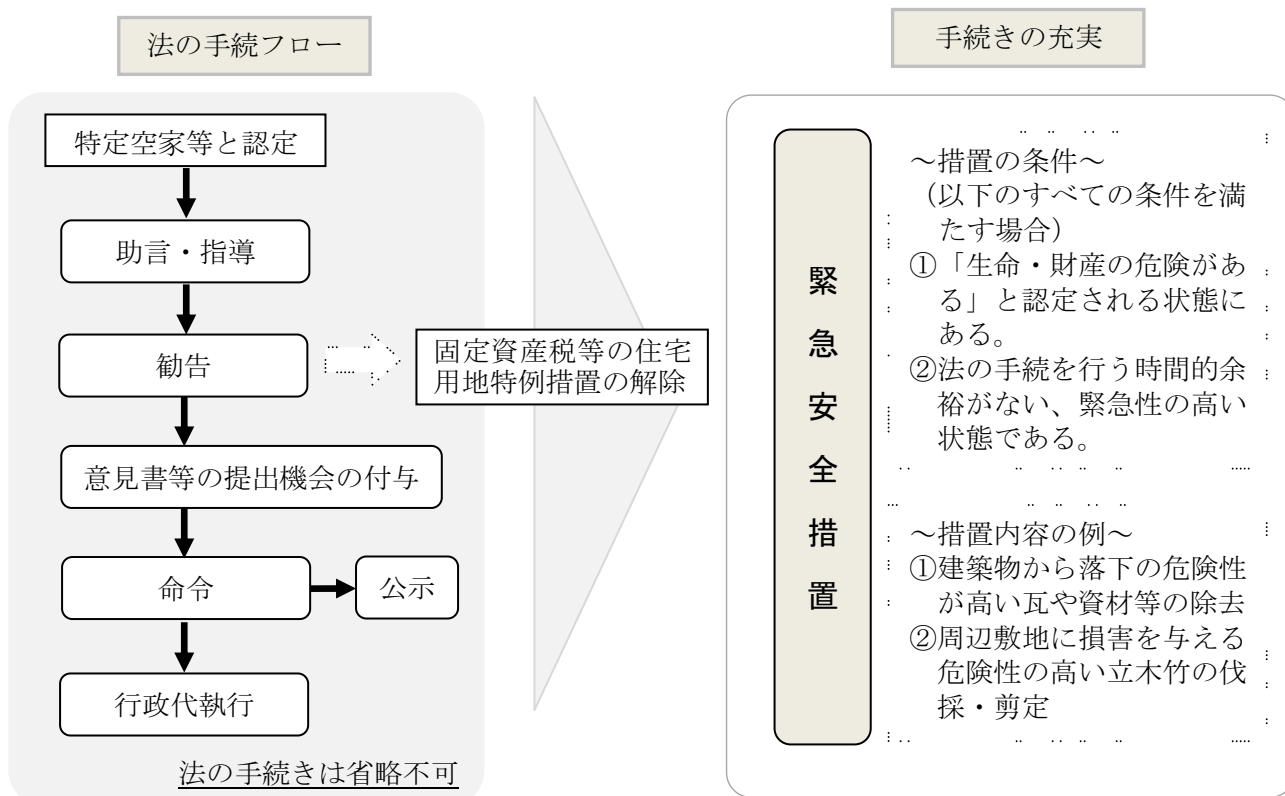 法の手続フロー
特定空家等と認定
助言・指導
勧告
固定資産税等の住宅
用地特例措置の解除
意見書等の提出機会の付与
命令
公示
行政代執行
法の手続きは省略不可
手続きの充実
緊急安全措置
～措置の条件～
（以下のすべての条件を満
たす場合）
①「生命・財産の危険があ
る」と認定される状態に
ある。
②法の手続を行う時間的余
裕がない、緊急性の高い
状態である。
～措置内容の例～
①建築物から落下の危険性
が高い瓦や資材等の除去
②周辺敷地に損害を与える
危険性の高い立木竹の伐
採・剪定